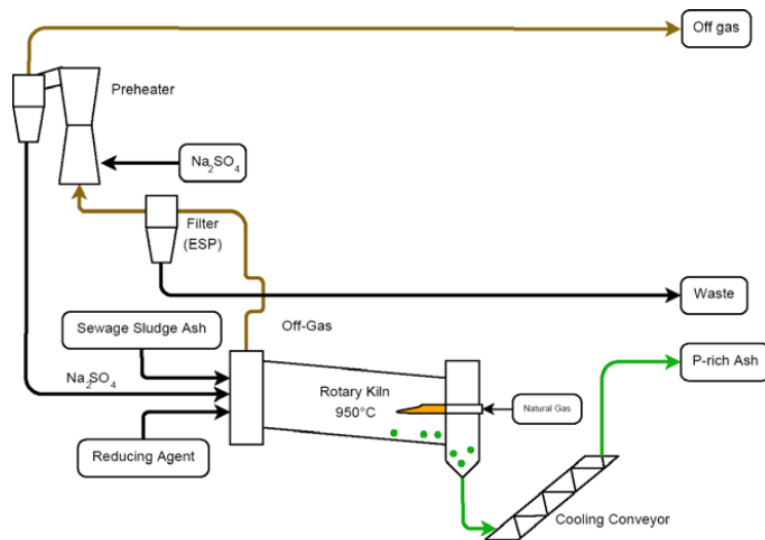 Off gas
Preheater
Na₂SO₄
Filter
(ESP)
Waste
Sewage Sludge Ash
Off-Gas
P-rich Ash
Na₂SO₄
Rotary Kiln
950°C
Natural Gas
Reducing Agent
Cooling Conveyor